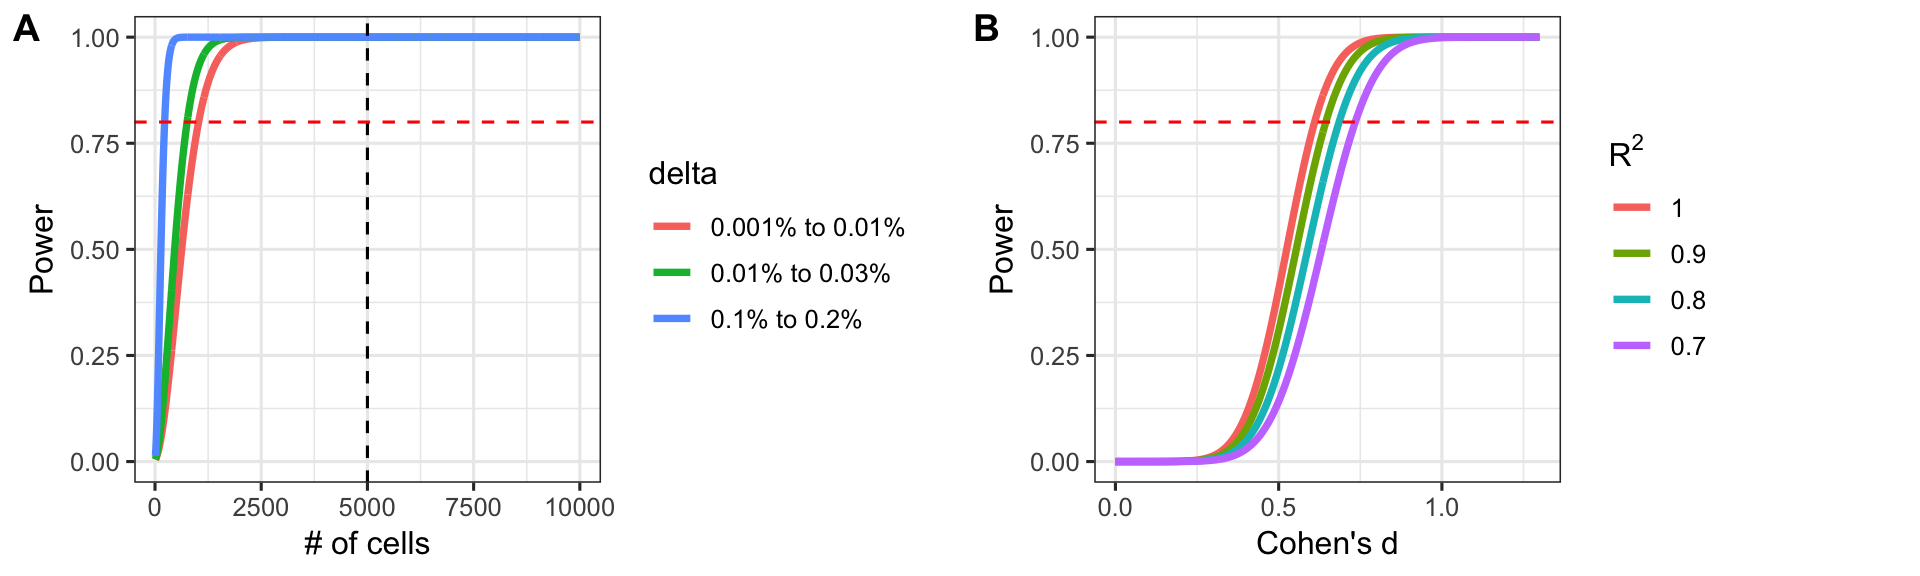 A
1.00
0.75
0.50
0.25
0.00
Power
0 2500 5000 7500 10000
# of cells
delta
0.001% to 0.01%
0.01% to 0.03%
0.1% to 0.2%
B
1.00
0.75
0.50
0.25
0.00
Power
0.0 0.5 1.0
Cohen's d
R²
1
0.9
0.8
0.7